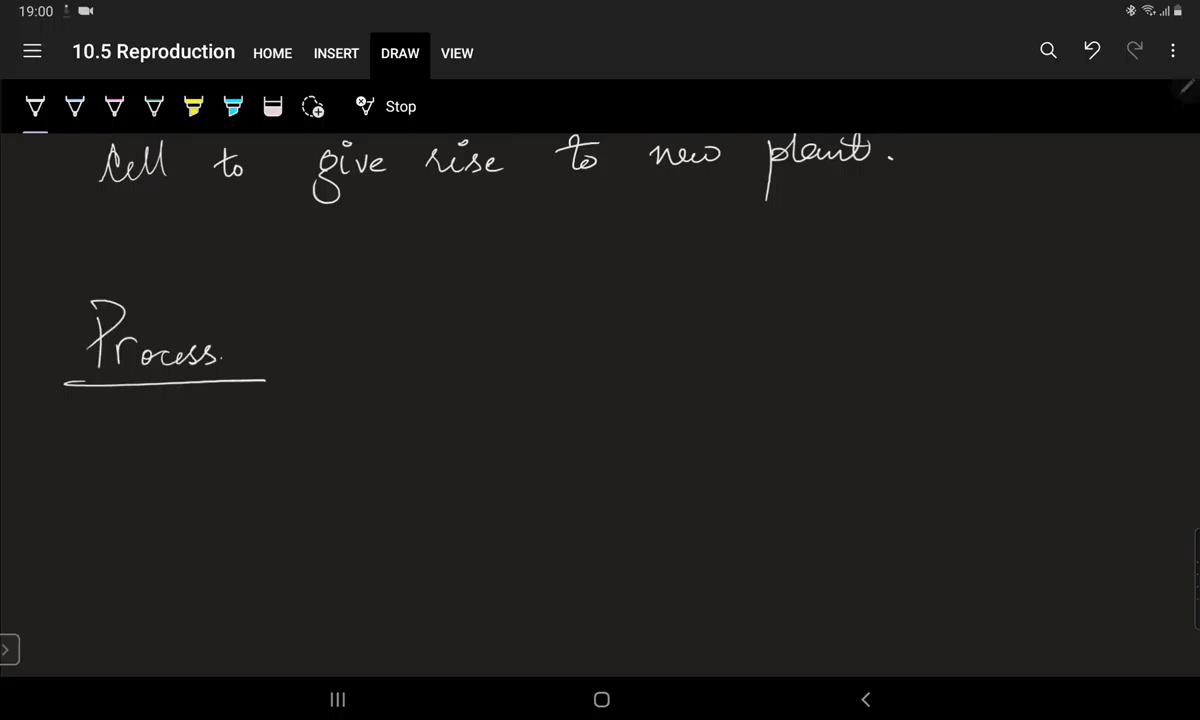 19:00
10.5 Reproduction HOME INSERT DRAW VIEW
Stop
Cell to give rise to new plant.
Process.